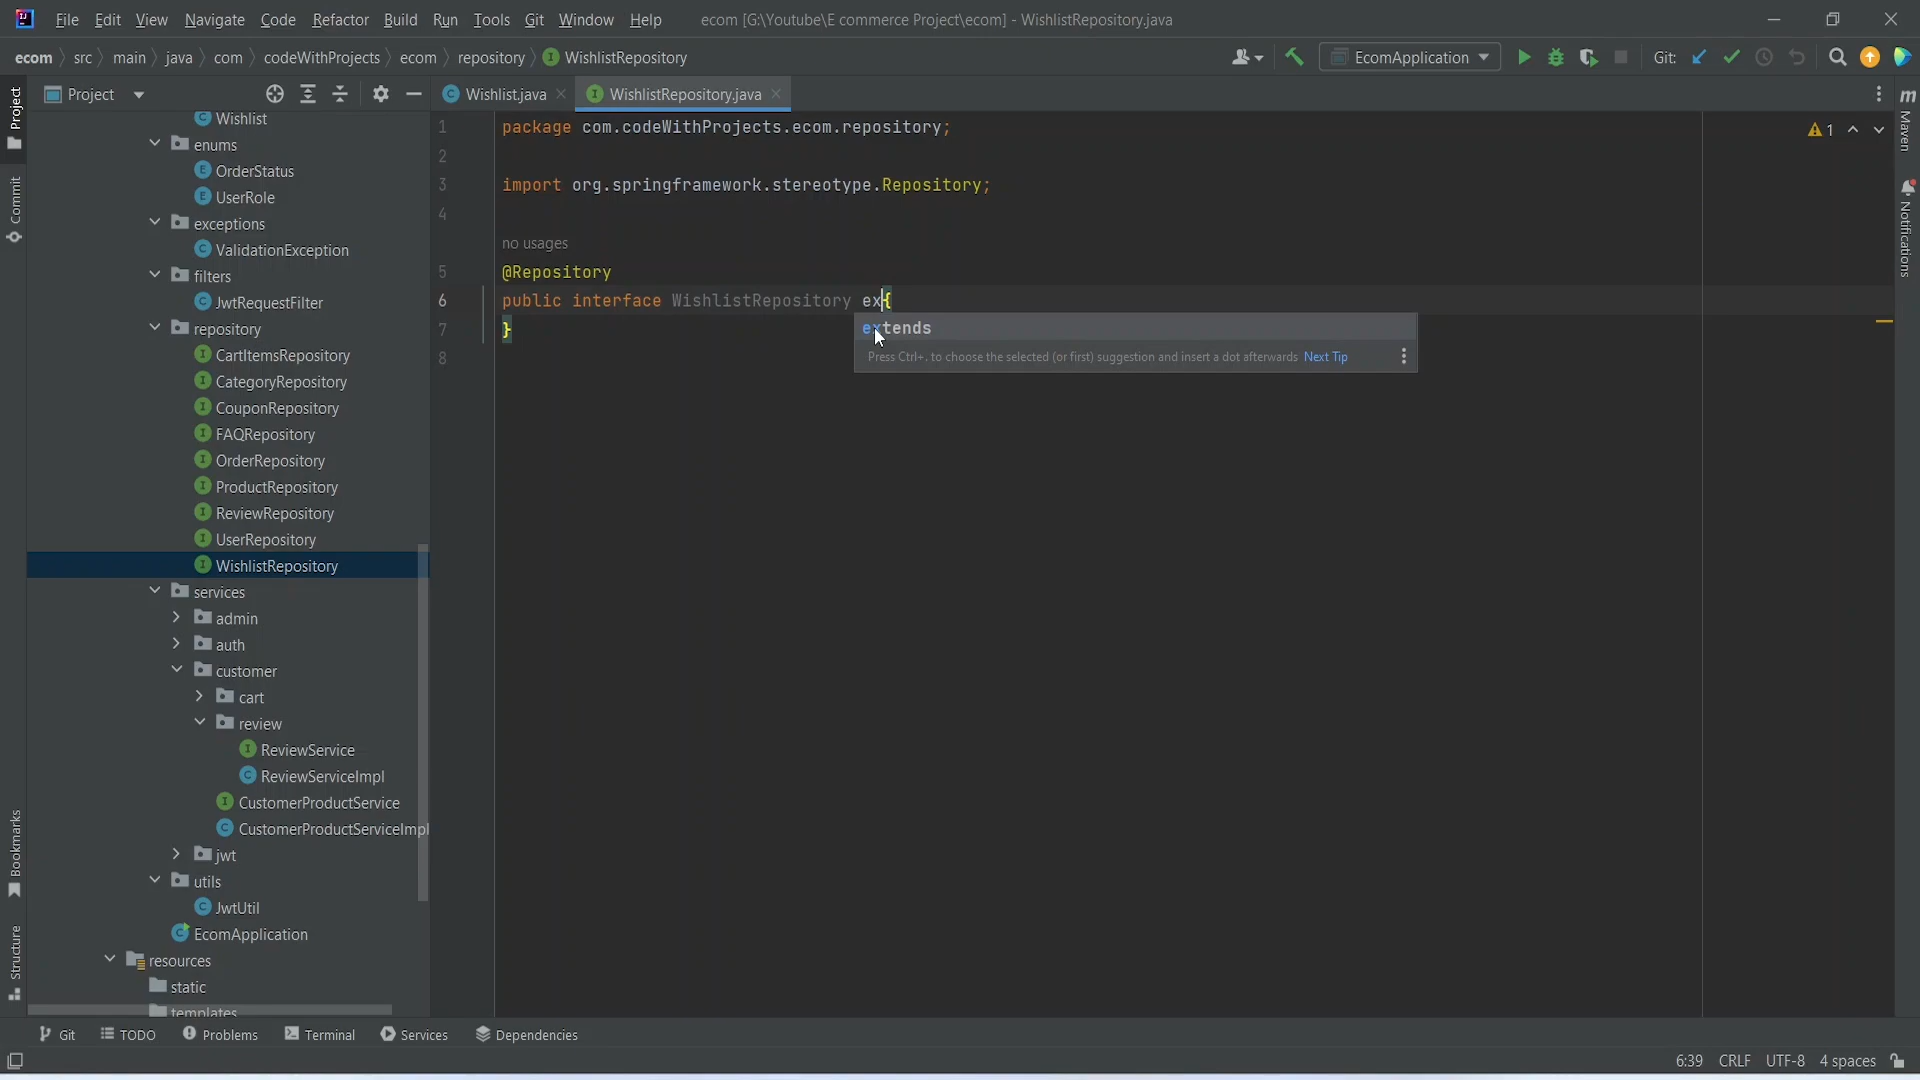 File Edit View Navigate Code Refactor Build Run Tools Git Window Help ecom [G:\Youtube\E commerce Project\ecom] - WishlistRepository.java
ecom src main java com codeWithProjects ecom repository WishlistRepository EcomApplication Git:
Project
Wishlist.java WishlistRepository.java
Project
Commit
Bookmarks
Structure
Wishlist
enums
OrderStatus
UserRole
exceptions
ValidationException
filters
JwtRequestFilter
repository
CartItemsRepository
CategoryRepository
CouponRepository
FAQRepository
OrderRepository
ProductRepository
ReviewRepository
UserRepository
WishlistRepository
services
admin
auth
customer
cart
review
ReviewService
ReviewServiceImpl
CustomerProductService
CustomerProductServiceImpl
jwt
utils
JwtUtil
EcomApplication
resources
static
templates
1 package com.codeWithProjects.ecom.repository;
2
3 import org.springframework.stereotype.Repository;
4
no usages
5 @Repository
6 public interface WishlistRepository ex{
7 }
8
extends
Press Ctrl+. to choose the selected (or first) suggestion and insert a dot afterwards Next Tip
1
m
Maven
Notifications
Git TODO Problems Terminal Services Dependencies
6:39 CRLF UTF-8 4 spaces